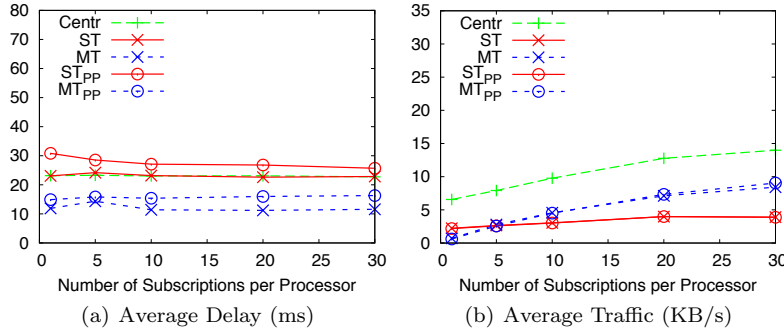 80
70
60
50
40
30
20
10
0
0 5 10 15 20 25 30
Centr
ST
MT
ST_PP
MT_PP
Number of Subscriptions per Processor
(a) Average Delay (ms)
35
30
25
20
15
10
5
0
0 5 10 15 20 25 30
Centr
ST
MT
ST_PP
MT_PP
Number of Subscriptions per Processor
(b) Average Traffic (KB/s)